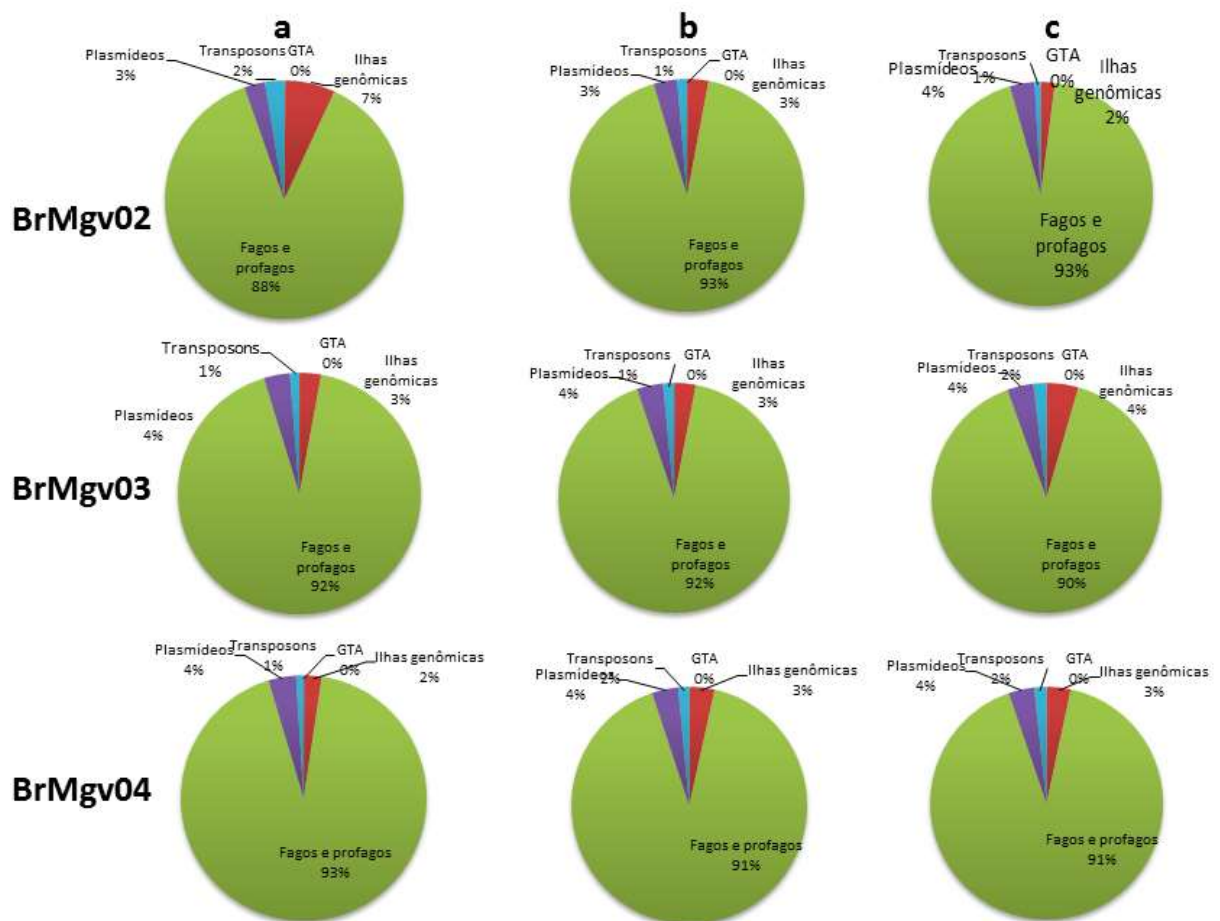 a
b
c
BrMgv02
Plasmídeos
3%
Transposons
2%
GTA
0%
Ilhas
genômicas
7%
Fagos e
profagos
88%
Plasmídeos
3%
Transposons
1%
GTA
0%
Ilhas
genômicas
3%
Fagos e
profagos
93%
Plasmídeos
4%
Transposons
1%
GTA
0%
Ilhas
genômicas
2%
Fagos e
profagos
93%
BrMgv03
Plasmídeos
4%
Transposons
1%
GTA
0%
Ilhas
genômicas
3%
Fagos e
profagos
92%
Plasmídeos
4%
Transposons
1%
GTA
0%
Ilhas
genômicas
3%
Fagos e
profagos
92%
Plasmídeos
4%
Transposons
2%
GTA
0%
Ilhas
genômicas
4%
Fagos e
profagos
90%
BrMgv04
Plasmídeos
4%
Transposons
1%
GTA
0%
Ilhas genômicas
2%
Fagos e profagos
93%
Plasmídeos
4%
Transposons
2%
GTA
0%
Ilhas genômicas
3%
Fagos e profagos
91%
Plasmídeos
4%
Transposons
2%
GTA
0%
Ilhas genômicas
3%
Fagos e profagos
91%